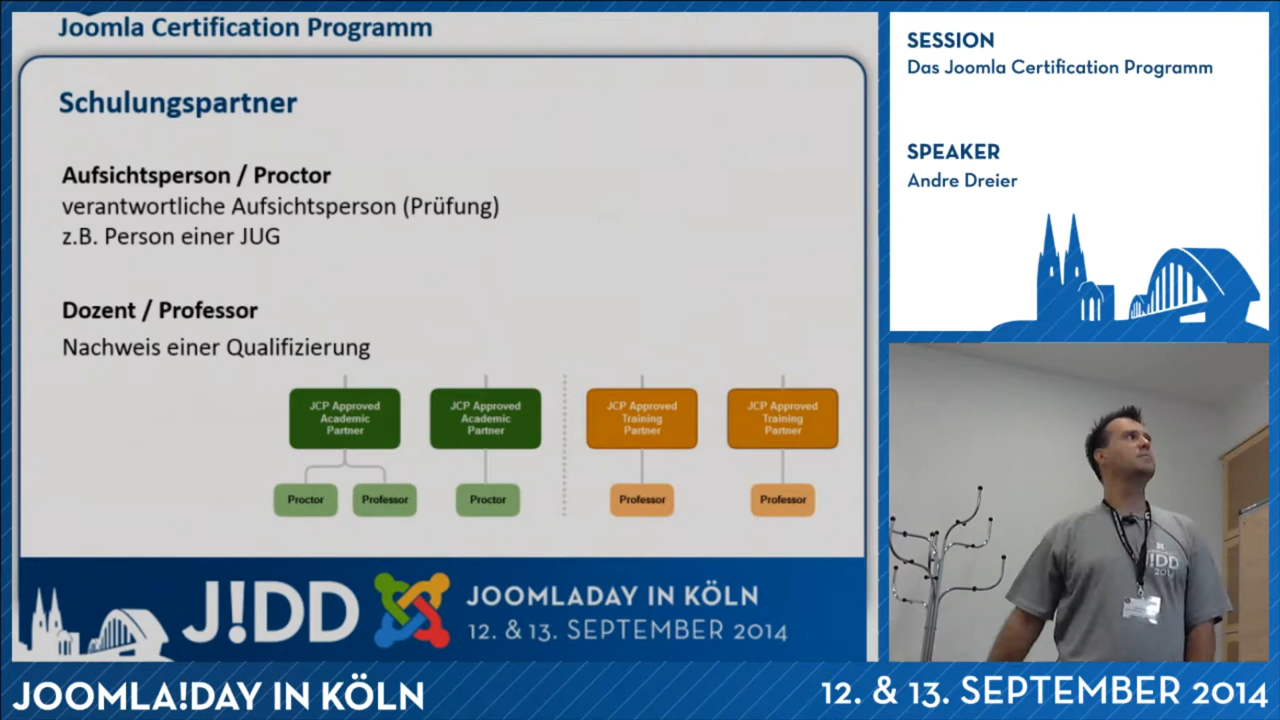 Joomla Certification Programm
Schulungspartner
Aufsichtsperson / Proctor
verantwortliche Aufsichtsperson (Prüfung)
z.B. Person einer JUG
Dozent / Professor
Nachweis einer Qualifizierung
JCP Approved
Academic
Partner
JCP Approved
Academic
Partner
JCP Approved
Training
Partner
JCP Approved
Training
Partner
Proctor
Professor
Proctor
Professor
Professor
J!DD
JOOMLADAY IN KÖLN
12. & 13. SEPTEMBER 2014
SESSION
Das Joomla Certification Programm
SPEAKER
Andre Dreier
J!DD
JOOMLA!DAY IN KÖLN
12. & 13. SEPTEMBER 2014